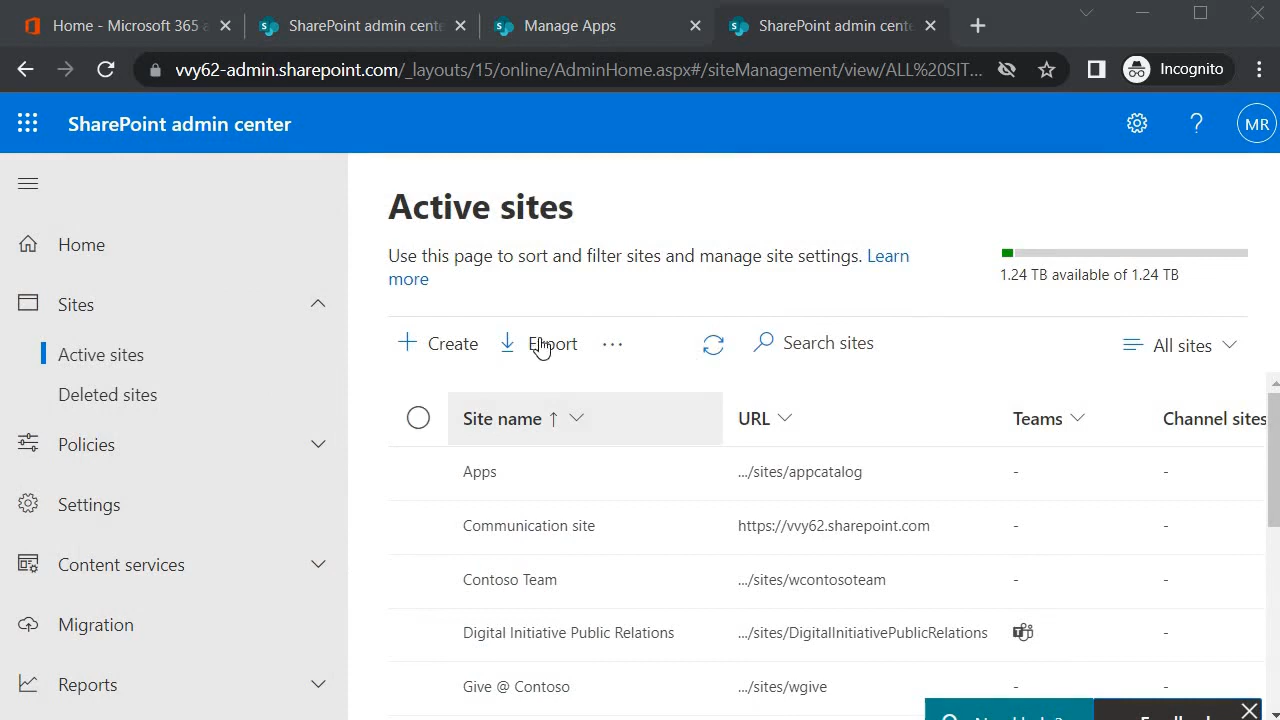 Home - Microsoft 365 a
SharePoint admin cente
Manage Apps
SharePoint admin cente
vvy62-admin.sharepoint.com/_layouts/15/online/AdminHome.aspx#/siteManagement/view/ALL%20SIT...
Incognito
SharePoint admin center
?
MR
Home
Sites
Active sites
Deleted sites
Policies
Settings
Content services
Migration
Reports
Active sites
Use this page to sort and filter sites and manage site settings. Learn
more
1.24 TB available of 1.24 TB
Create
Export
...
Search sites
All sites
Site name ↑
URL
Teams
Channel sites
Apps
.../sites/appcatalog
-
-
Communication site
https://vvy62.sharepoint.com
-
-
Contoso Team
.../sites/wcontosoteam
-
-
Digital Initiative Public Relations
.../sites/DigitalInitiativePublicRelations
-
Give @ Contoso
.../sites/wgive
-
-
Need help?
Feedback